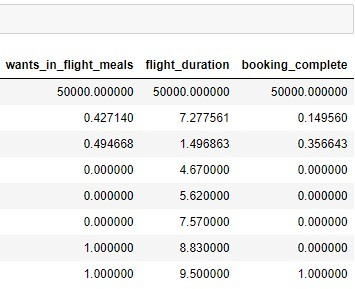 wants_in_flight_meals flight_duration booking_complete
50000.000000 50000.000000 50000.000000
0.427140 7.277561 0.149560
0.494668 1.496863 0.356643
0.000000 4.670000 0.000000
0.000000 5.620000 0.000000
0.000000 7.570000 0.000000
1.000000 8.830000 0.000000
1.000000 9.500000 1.000000